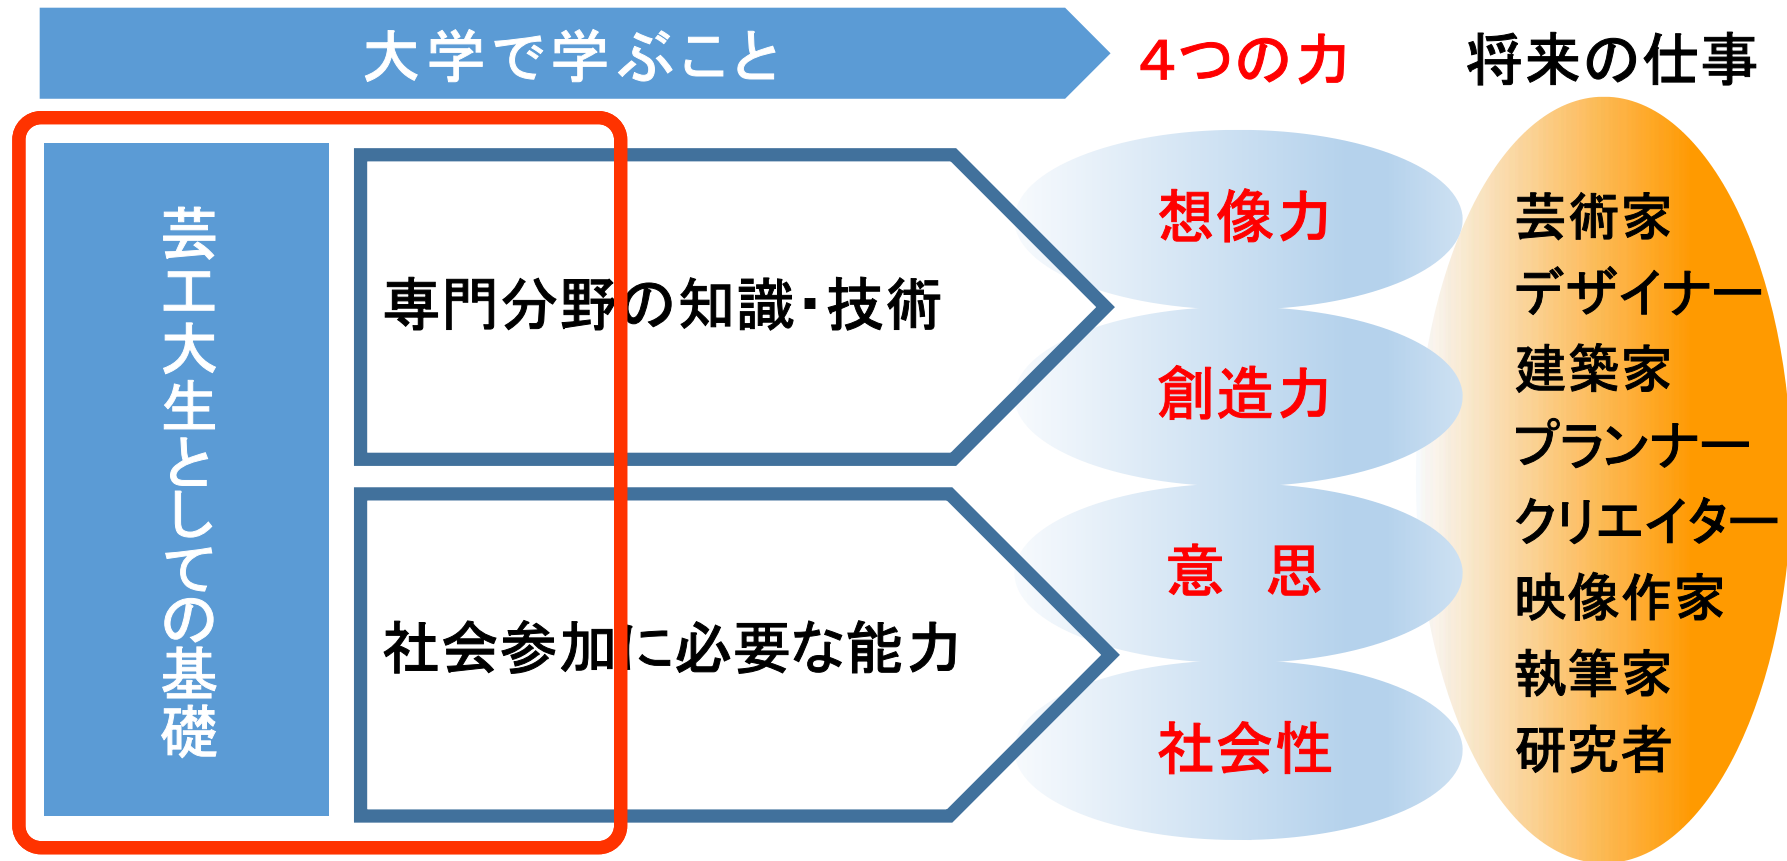 大学で学ぶこと
4つの力
将来の仕事
芸工大生としての基礎
専門分野の知識・技術
社会参加に必要な能力
想像力
創造力
意　思
社会性
芸術家
デザイナー
建築家
プランナー
クリエイター
映像作家
執筆家
研究者